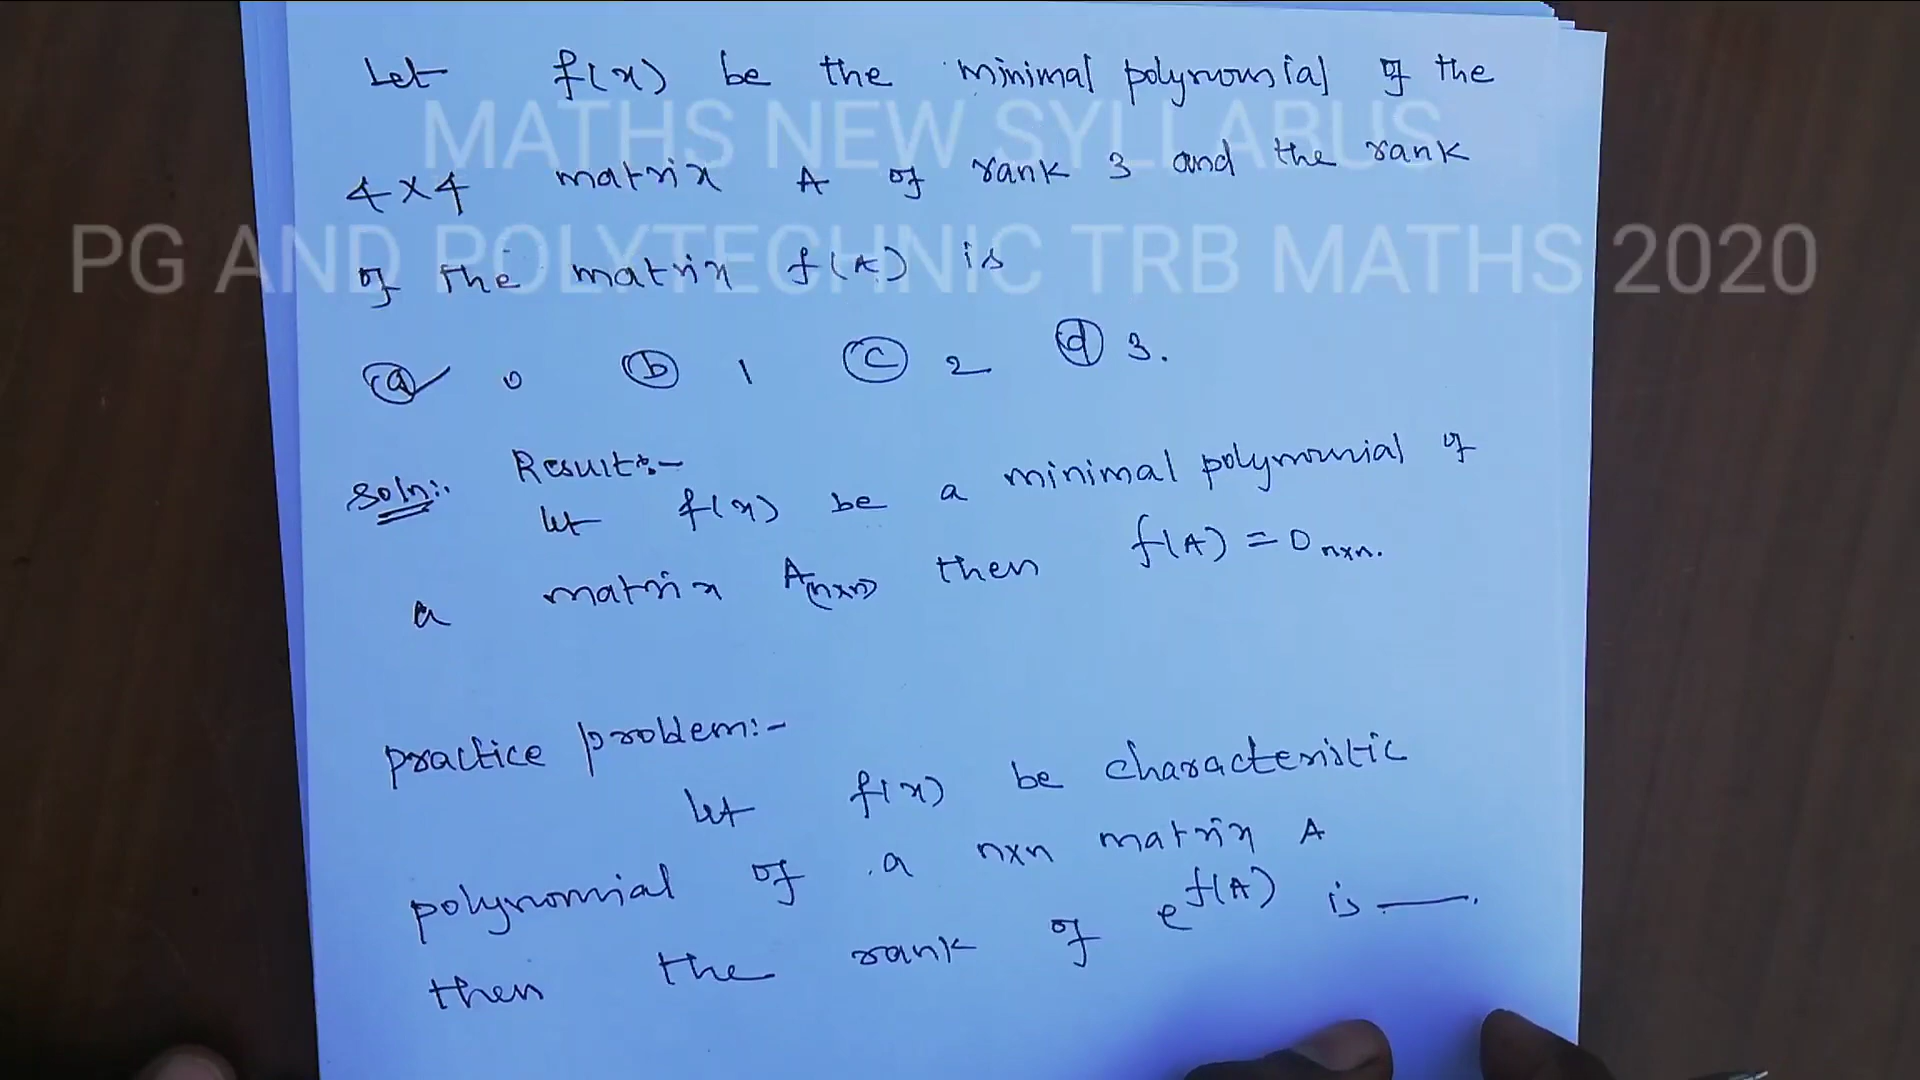 Let f(x) be the minimal polynomial of the
MATHS NEW SYLLABUS
4×4 matrix A of rank 3 and the rank
PG AND POLYTECHNIC TRB MATHS 2020
of the matrix f(A) is
(a)✓ 0 (b) 1 (c) 2 (d) 3.
Soln:. Result:-
let f(x) be a minimal polynomial of
a matrix A(n×n) then f(A) = 0 n×n.
practice problem:-
let f(x) be characteristic
polynomial of a n×n matrix A
then the rank of e^f(A) is —.